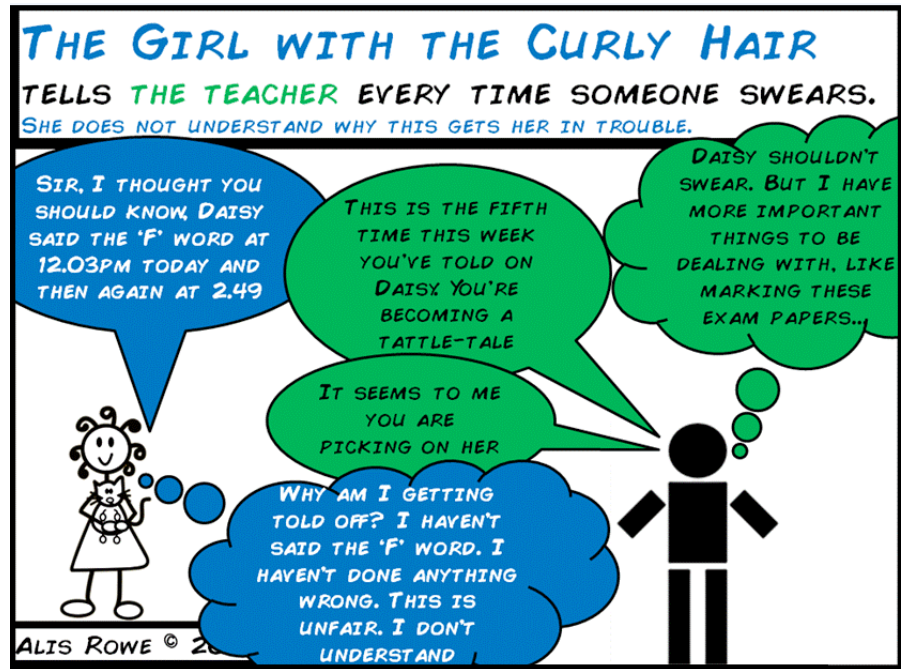 THE GIRL WITH THE CURLY HAIR
TELLS THE TEACHER EVERY TIME SOMEONE SWEARS.
SHE DOES NOT UNDERSTAND WHY THIS GETS HER IN TROUBLE.
SIR, I THOUGHT YOU
SHOULD KNOW, DAISY
SAID THE 'F' WORD AT
12.03PM TODAY AND
THEN AGAIN AT 2.49
THIS IS THE FIFTH
TIME THIS WEEK
YOU'VE TOLD ON
DAISY. YOU'RE
BECOMING A
TATTLE-TALE
IT SEEMS TO ME
YOU ARE
PICKING ON HER
DAISY SHOULDN'T
SWEAR. BUT I HAVE
MORE IMPORTANT
THINGS TO BE
DEALING WITH, LIKE
MARKING THESE
EXAM PAPERS...
WHY AM I GETTING
TOLD OFF? I HAVEN'T
SAID THE 'F' WORD. I
HAVEN'T DONE ANYTHING
WRONG. THIS IS
UNFAIR. I DON'T
UNDERSTAND
ALIS ROWE ©